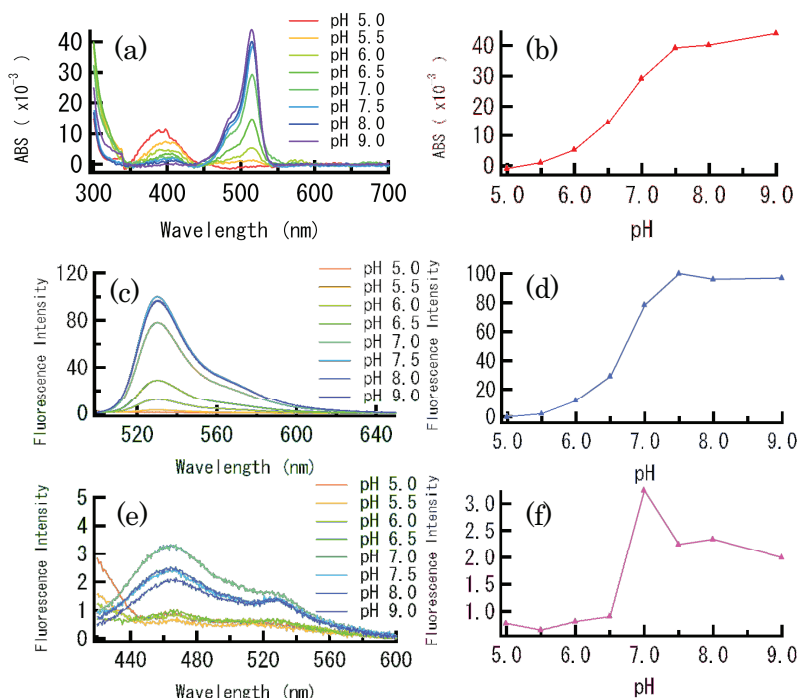 (a)
ABS ( x10⁻³ )
40
30
20
10
0
300
400
500
600
700
Wavelength (nm)
pH 5.0
pH 5.5
pH 6.0
pH 6.5
pH 7.0
pH 7.5
pH 8.0
pH 9.0
(b)
ABS ( x10⁻³ )
40
30
20
10
0
5.0
6.0
7.0
8.0
9.0
pH
(c)
Fluorescence Intensity
120
80
40
0
520
560
600
640
Wavelength (nm)
pH 5.0
pH 5.5
pH 6.0
pH 6.5
pH 7.0
pH 7.5
pH 8.0
pH 9.0
(d)
Fluorescence Intensity
100
80
60
40
20
0
5.0
6.0
7.0
8.0
9.0
pH
(e)
Fluorescence Intensity
5
4
3
2
1
0
440
480
520
560
600
Wavelength (nm)
pH 5.0
pH 5.5
pH 6.0
pH 6.5
pH 7.0
pH 7.5
pH 8.0
pH 9.0
(f)
Fluorescence Intensity
3.0
2.5
2.0
1.5
1.0
5.0
6.0
7.0
8.0
9.0
pH